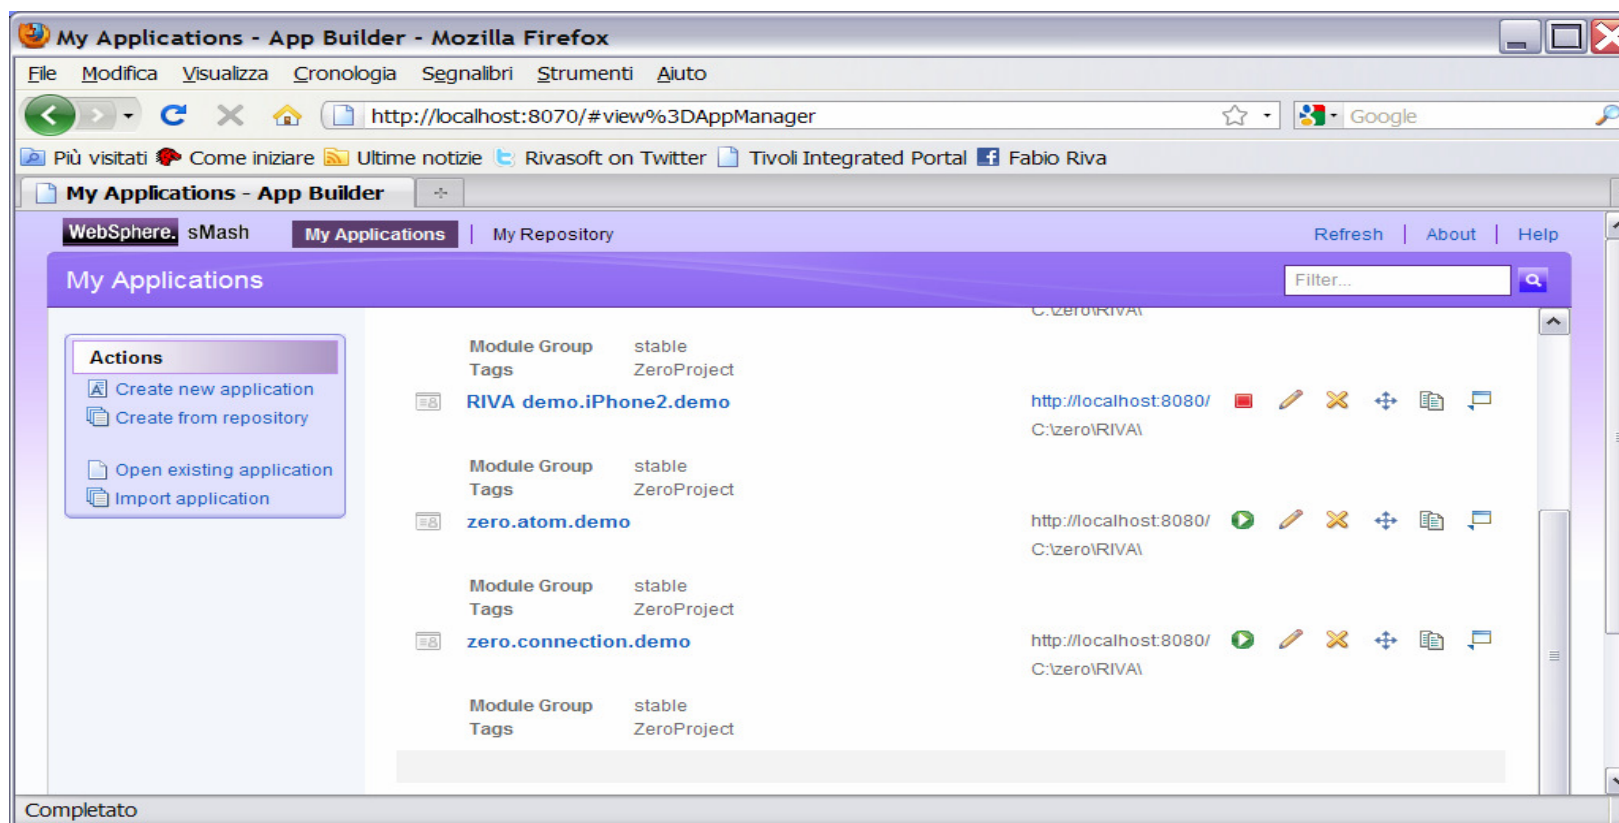 My Applications - App Builder - Mozilla Firefox
File Modifica Visualizza Cronologia Segnalibri Strumenti Aiuto
http://localhost:8070/#view%3DAppManager Google
Più visitati Come iniziare Ultime notizie Rivasoft on Twitter Tivoli Integrated Portal Fabio Riva
My Applications - App Builder
WebSphere. sMash My Applications | My Repository Refresh | About | Help
My Applications Filter...
C:\zero\RIVA\
Actions
Create new application
Create from repository
Open existing application
Import application
Module Group stable
Tags ZeroProject
RIVA demo.iPhone2.demo http://localhost:8080/
C:\zero\RIVA\
Module Group stable
Tags ZeroProject
zero.atom.demo http://localhost:8080/
C:\zero\RIVA\
Module Group stable
Tags ZeroProject
zero.connection.demo http://localhost:8080/
C:\zero\RIVA\
Module Group stable
Tags ZeroProject
Completato